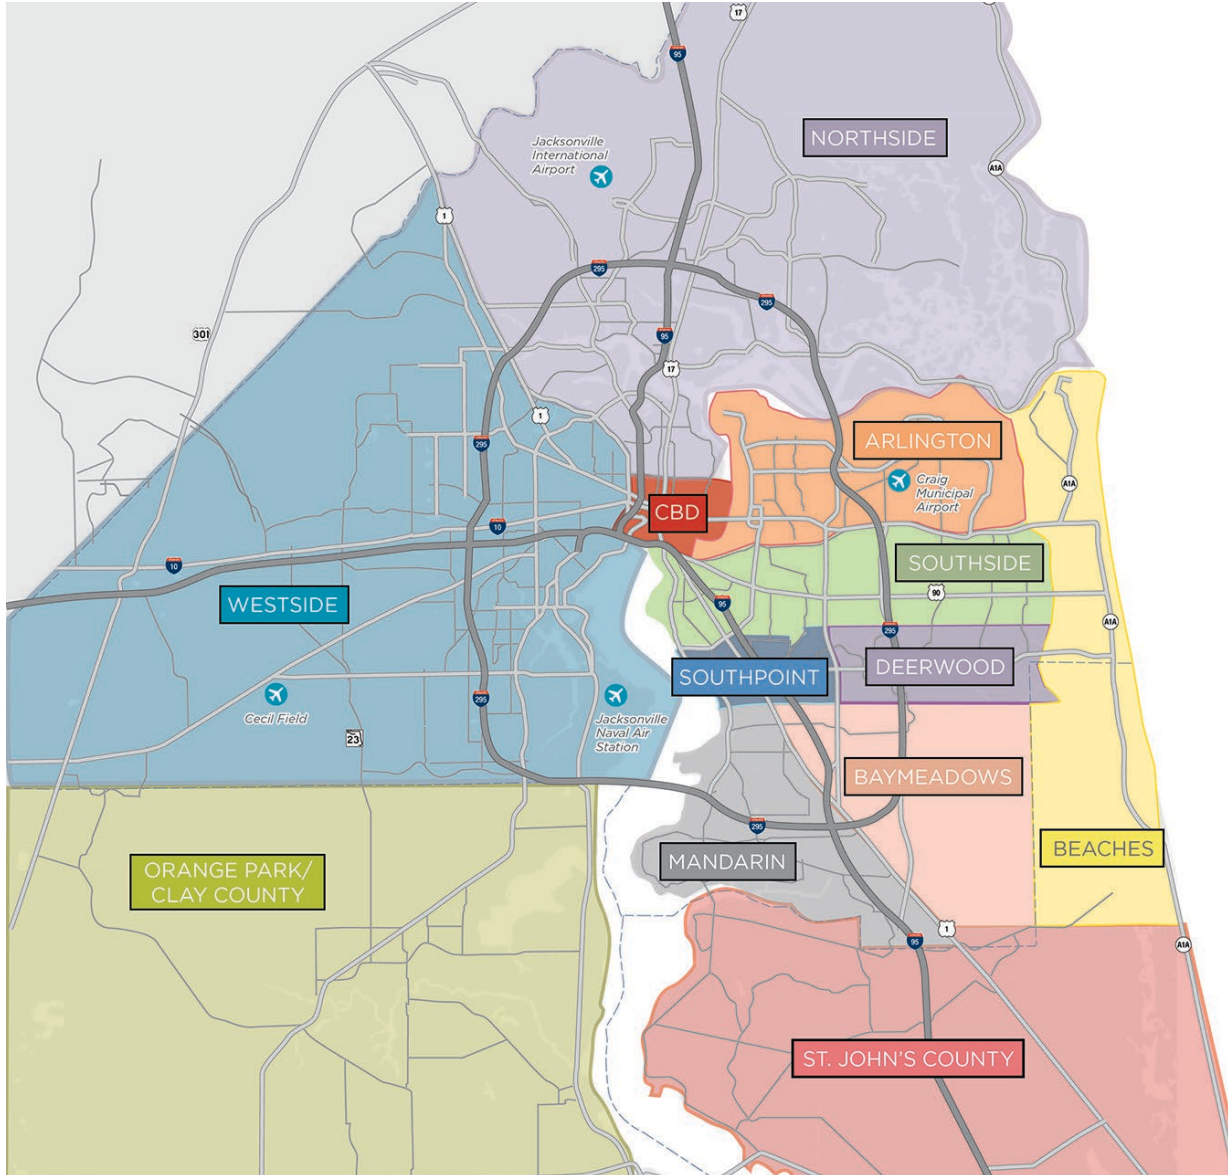 17
95
NORTHSIDE
Jacksonville
International
Airport
A1A
1
295
301
295
95
17
1
ARLINGTON
295
Craig
Municipal
Airport
A1A
CBD
10
10
SOUTHSIDE
90
WESTSIDE
95
A1A
295
DEERWOOD
SOUTHPOINT
Cecil Field
295
Jacksonville
Naval Air
Station
23
BAYMEADOWS
295
BEACHES
MANDARIN
ORANGE PARK/
CLAY COUNTY
1
95
A1A
ST. JOHN'S COUNTY